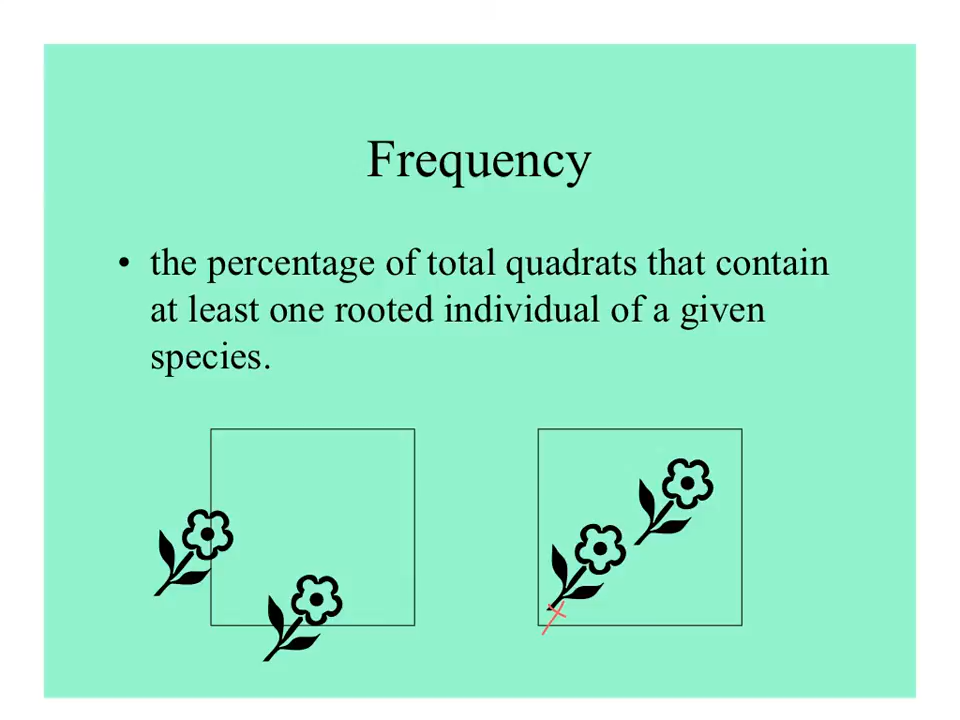 Frequency
• the percentage of total quadrats that contain
at least one rooted individual of a given
species.